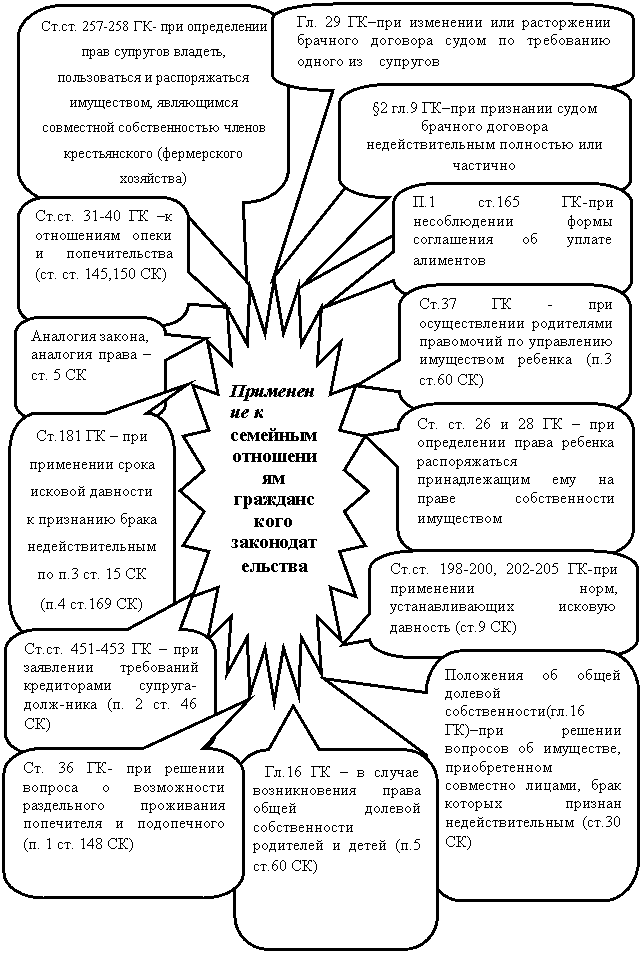 Ст.ст. 257-258 ГК- при определении
прав супругов владеть,
пользоваться и распоряжаться
имуществом, являющимся
совместной собственностью членов
крестьянского (фермерского
хозяйства)
Гл. 29 ГК–при изменении или расторжении
брачного договора судом по требованию
одного из супругов
§2 гл.9 ГК–при признании судом
брачного договора
недействительным полностью или
частично
Ст.ст. 31-40 ГК –к
отношениям опеки
и попечительства
(ст. ст. 145,150 СК)
П.1 ст.165 ГК-при
несоблюдении формы
соглашения об уплате
алиментов
Аналогия закона,
аналогия права –
ст. 5 СК
Ст.37 ГК - при
осуществлении родителями
правомочий по управлению
имуществом ребенка (п.3
ст.60 СК)
Применен
ие к
семейным
отношени
ям
гражданс
кого
законодат
ельства
Ст.181 ГК – при
применении срока
исковой давности
к признанию брака
недействительным
по п.3 ст. 15 СК
(п.4 ст.169 СК)
Ст. ст. 26 и 28 ГК – при
определении права ребенка
распоряжаться
принадлежащим ему на
праве собственности
имуществом
Ст.ст. 198-200, 202-205 ГК-при
применении норм,
устанавливающих исковую
давность (ст.9 СК)
Ст.ст. 451-453 ГК – при
заявлении требований
кредиторами супруга-
долж-ника (п. 2 ст. 46
СК)
Положения об общей
долевой
собственности(гл.16
ГК)–при решении
вопросов об имуществе,
приобретенном
совместно лицами, брак
которых признан
недействительным (ст.30
СК)
Ст. 36 ГК- при решении
вопроса о возможности
раздельного проживания
попечителя и подопечного
(п. 1 ст. 148 СК)
Гл.16 ГК – в случае
возникновения права
общей долевой
собственности
родителей и детей (п.5
ст.60 СК)